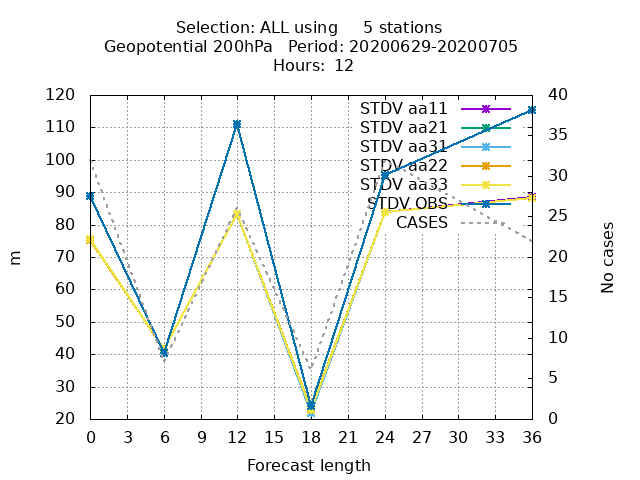 Selection: ALL using     5 stations
Geopotential 200hPa   Period: 20200629-20200705
Hours: 12
120 40
110 35
100 30
90 25
80 20
70 15
60 10
50 5
40 0
30
20
STDV aa11
STDV aa21
STDV aa31
STDV aa22
STDV aa33
STDV OBS
CASES
m
No cases
0 3 6 9 12 15 18 21 24 27 30 33 36
Forecast length